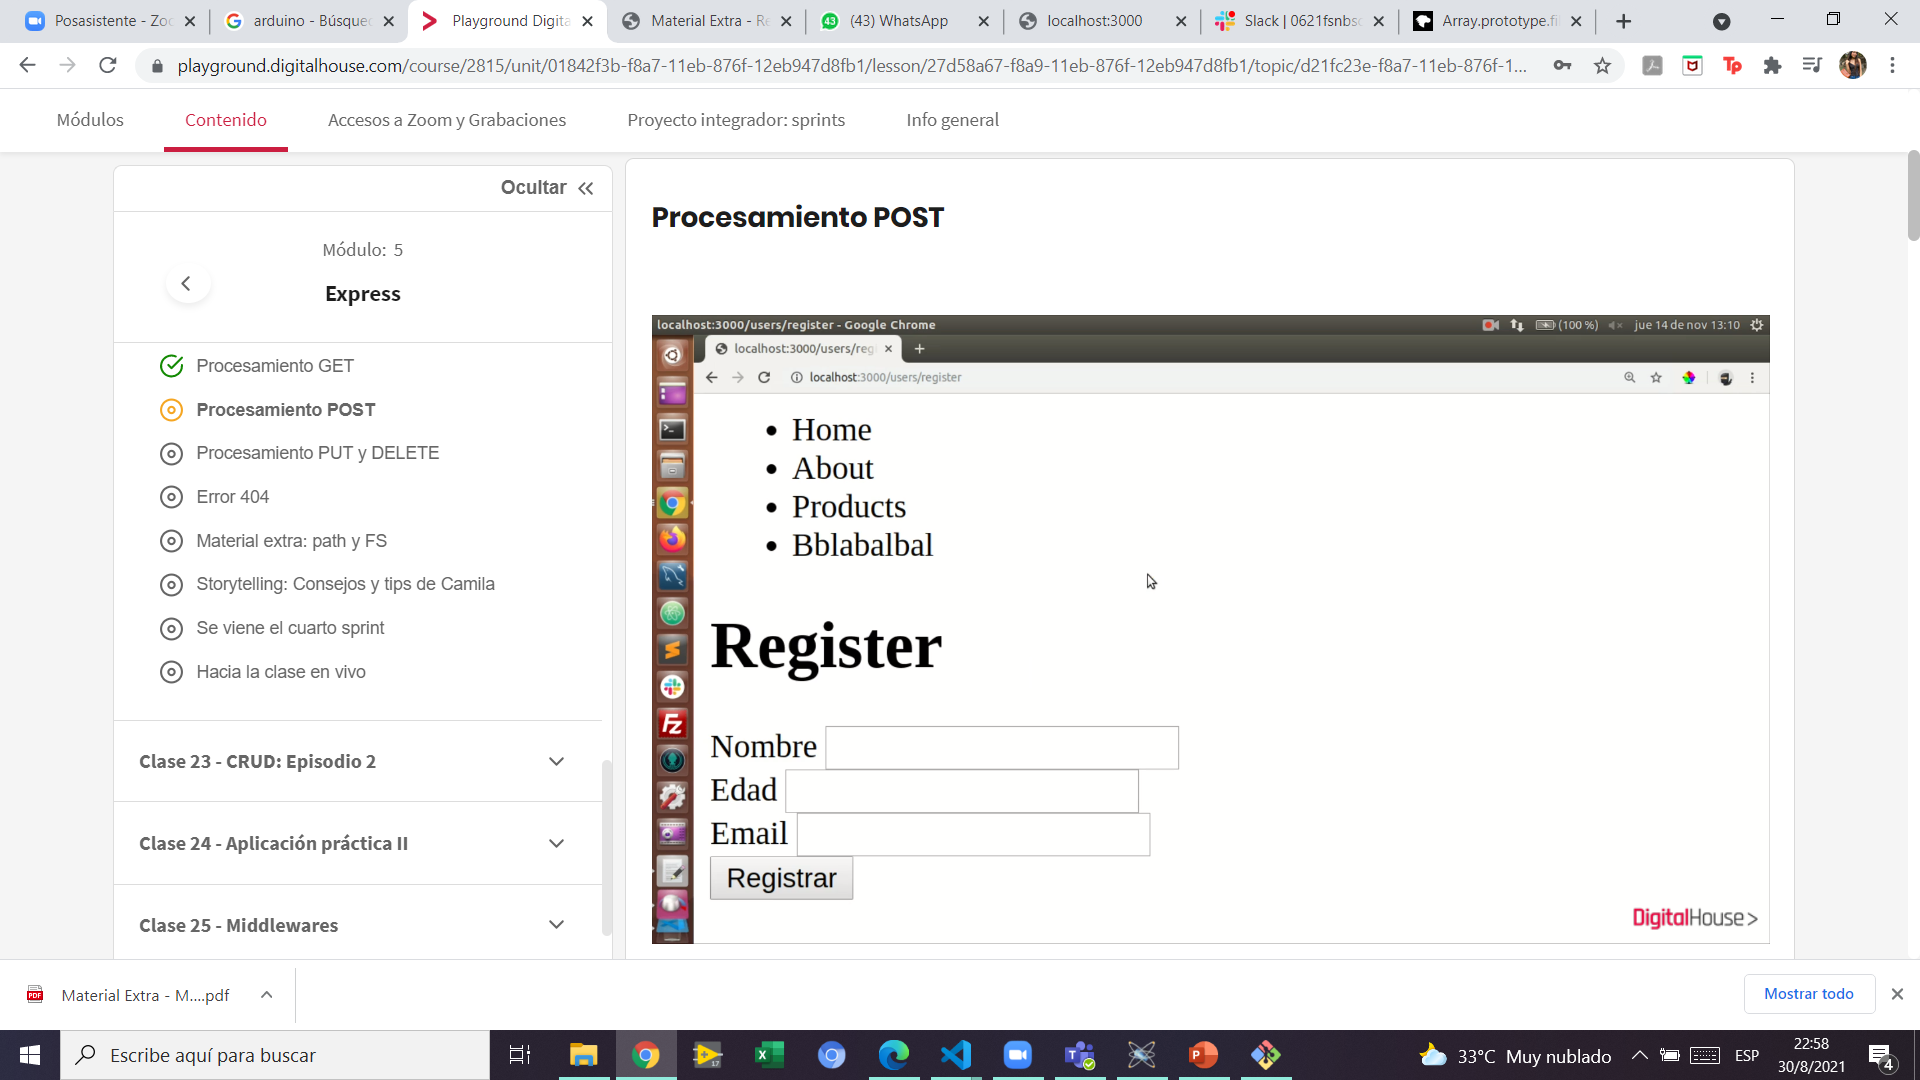 Posasistente - Zoo
arduino - Búsqued
Playground Digita
Material Extra - Re
(43) WhatsApp
localhost:3000
Slack | 0621fsnbsc
Array.prototype.fi
playground.digitalhouse.com/course/2815/unit/01842f3b-f8a7-11eb-876f-12eb947d8fb1/lesson/27d58a67-f8a9-11eb-876f-12eb947d8fb1/topic/d21fc23e-f8a7-11eb-876f-1...
Módulos
Contenido
Accesos a Zoom y Grabaciones
Proyecto integrador: sprints
Info general
Ocultar
Módulo: 5
Express
Procesamiento GET
Procesamiento POST
Procesamiento PUT y DELETE
Error 404
Material extra: path y FS
Storytelling: Consejos y tips de Camila
Se viene el cuarto sprint
Hacia la clase en vivo
Clase 23 - CRUD: Episodio 2
Clase 24 - Aplicación práctica II
Clase 25 - Middlewares
Procesamiento POST
localhost:3000/users/register - Google Chrome
(100 %)
jue 14 de nov 13:10
localhost:3000/users/reg
localhost:3000/users/register
Home
About
Products
Bblabalbal
Register
Nombre
Edad
Email
Registrar
DigitalHouse>
Material Extra - M....pdf
Mostrar todo
Escribe aquí para buscar
33°C Muy nublado
ESP
22:58
30/8/2021
4